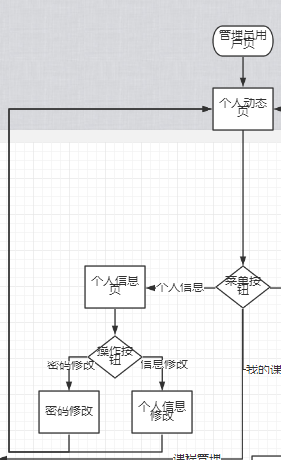 管理员用
户页
个人动态
页
个人信息
页
个人信息
菜单按
钮
操作按
钮
密码修改
信息修改
我的课
密码修改
个人信息
修改
课程管理